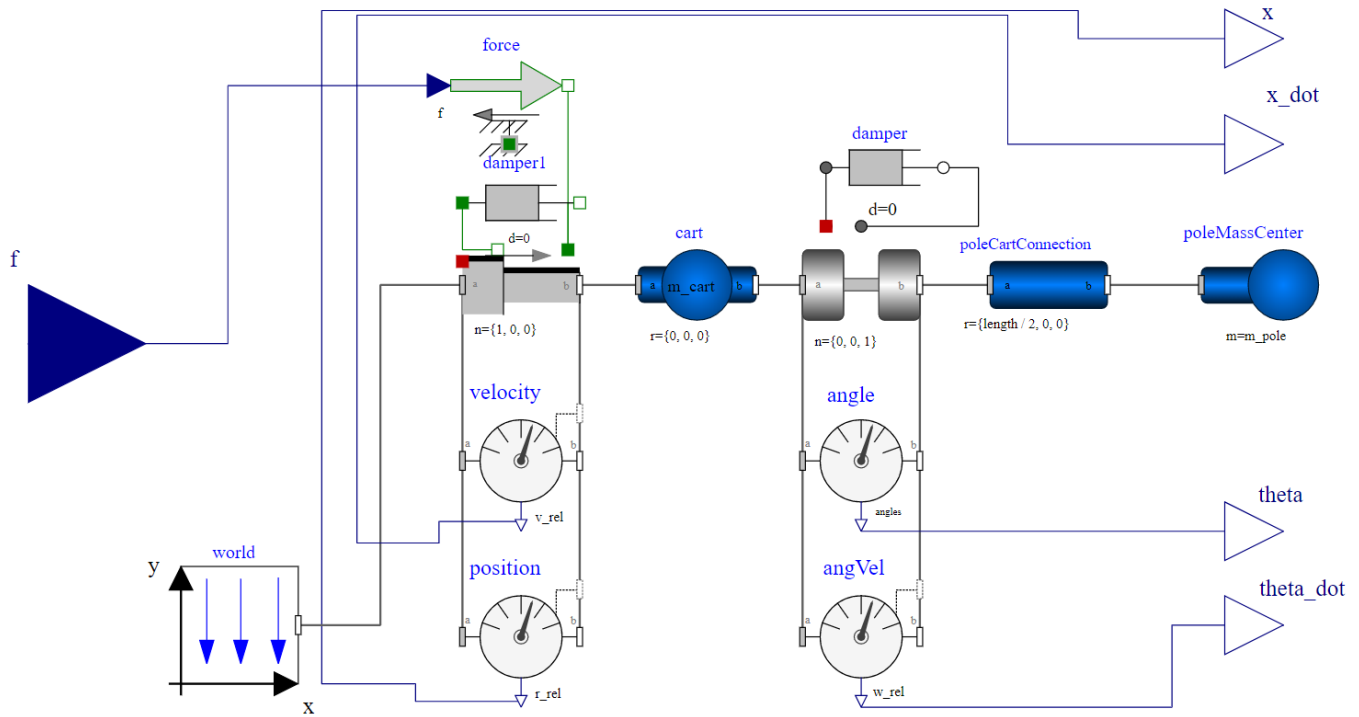 x
force
x_dot
f
damper
damper1
d=0
d=0
cart
poleCartConnection
poleMassCenter
f
a
b
a
m_cart
b
a
b
a
b
n={1, 0, 0}
r={0, 0, 0}
n={0, 0, 1}
r={length / 2, 0, 0}
m=m_pole
velocity
angle
a
b
a
b
v_rel
angles
theta
world
y
position
angVel
theta_dot
a
b
a
b
r_rel
w_rel
x